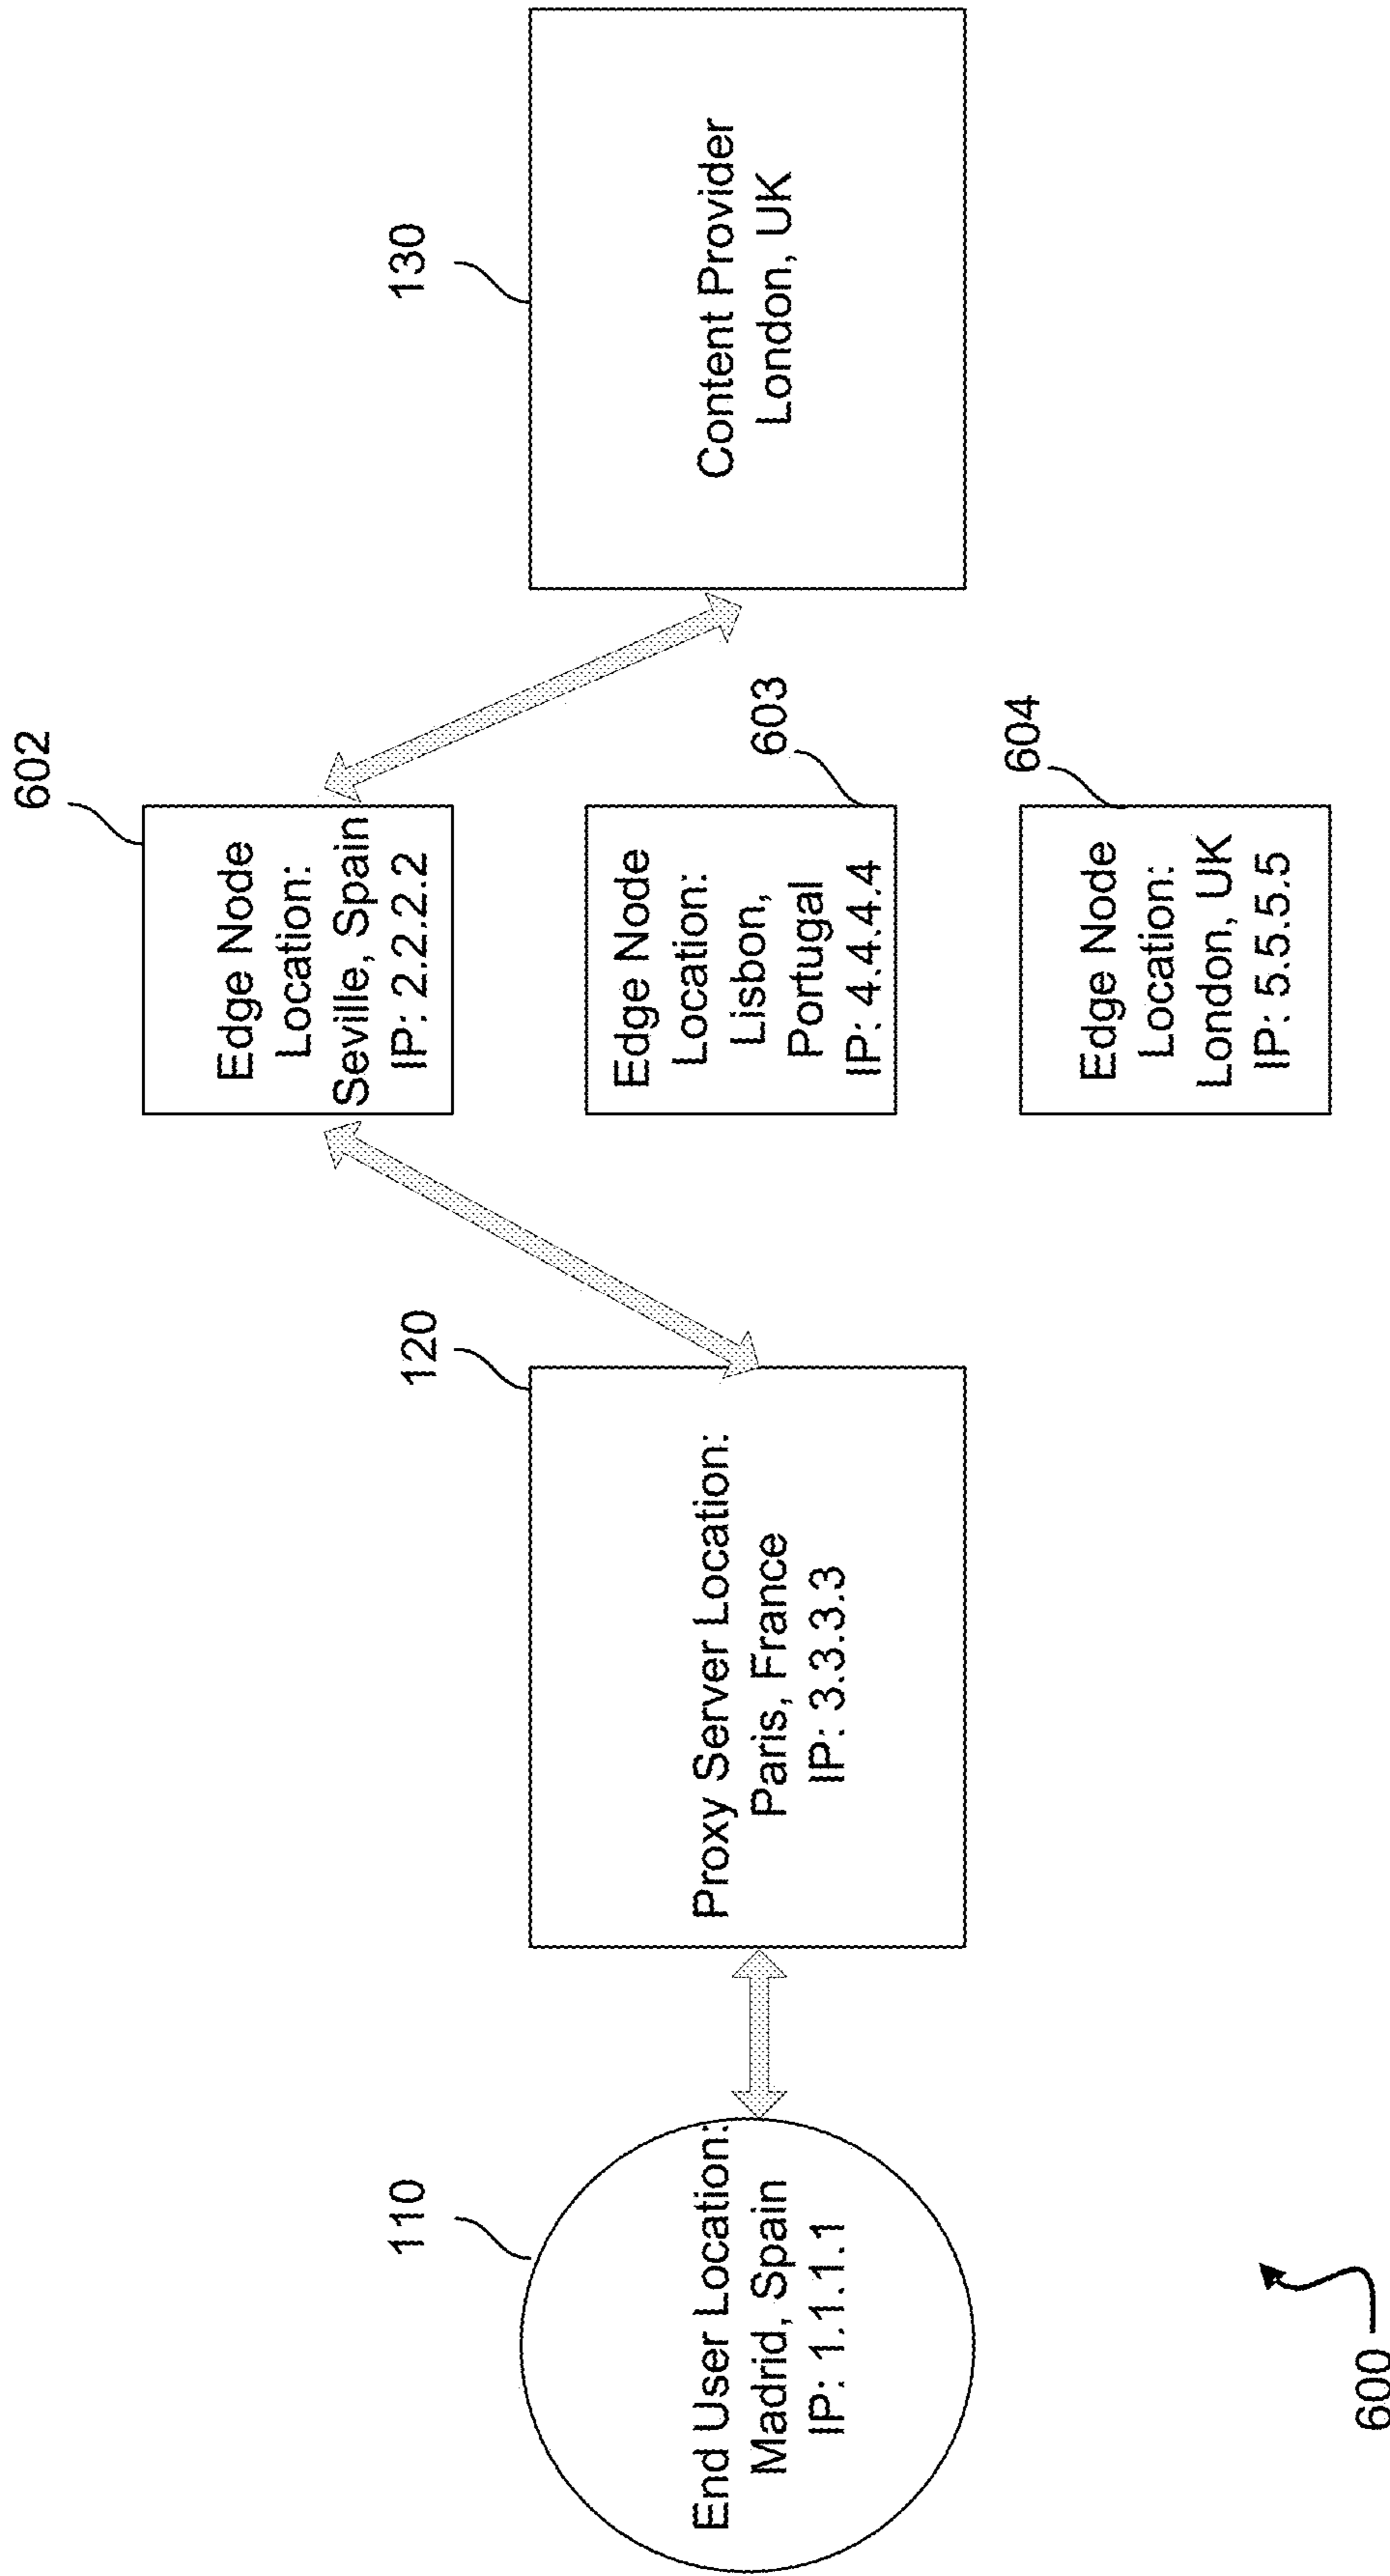 602
Edge Node
Location:
Seville, Spain
IP: 2.2.2.2
110
End User Location:
Madrid, Spain
IP: 1.1.1.1
120
Proxy Server Location:
Paris, France
IP: 3.3.3.3
603
Edge Node
Location:
Lisbon,
Portugal
IP: 4.4.4.4
130
Content Provider
London, UK
604
Edge Node
Location:
London, UK
IP: 5.5.5.5
600